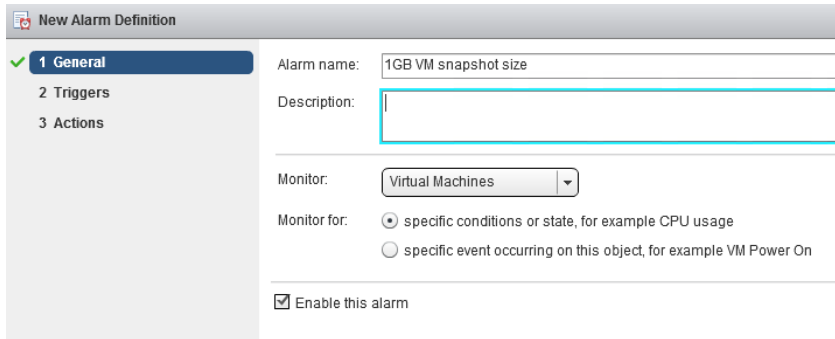 New Alarm Definition
1 General
2 Triggers
3 Actions
Alarm name: 1GB VM snapshot size
Description:
Monitor: Virtual Machines
Monitor for: specific conditions or state, for example CPU usage
specific event occurring on this object, for example VM Power On
Enable this alarm